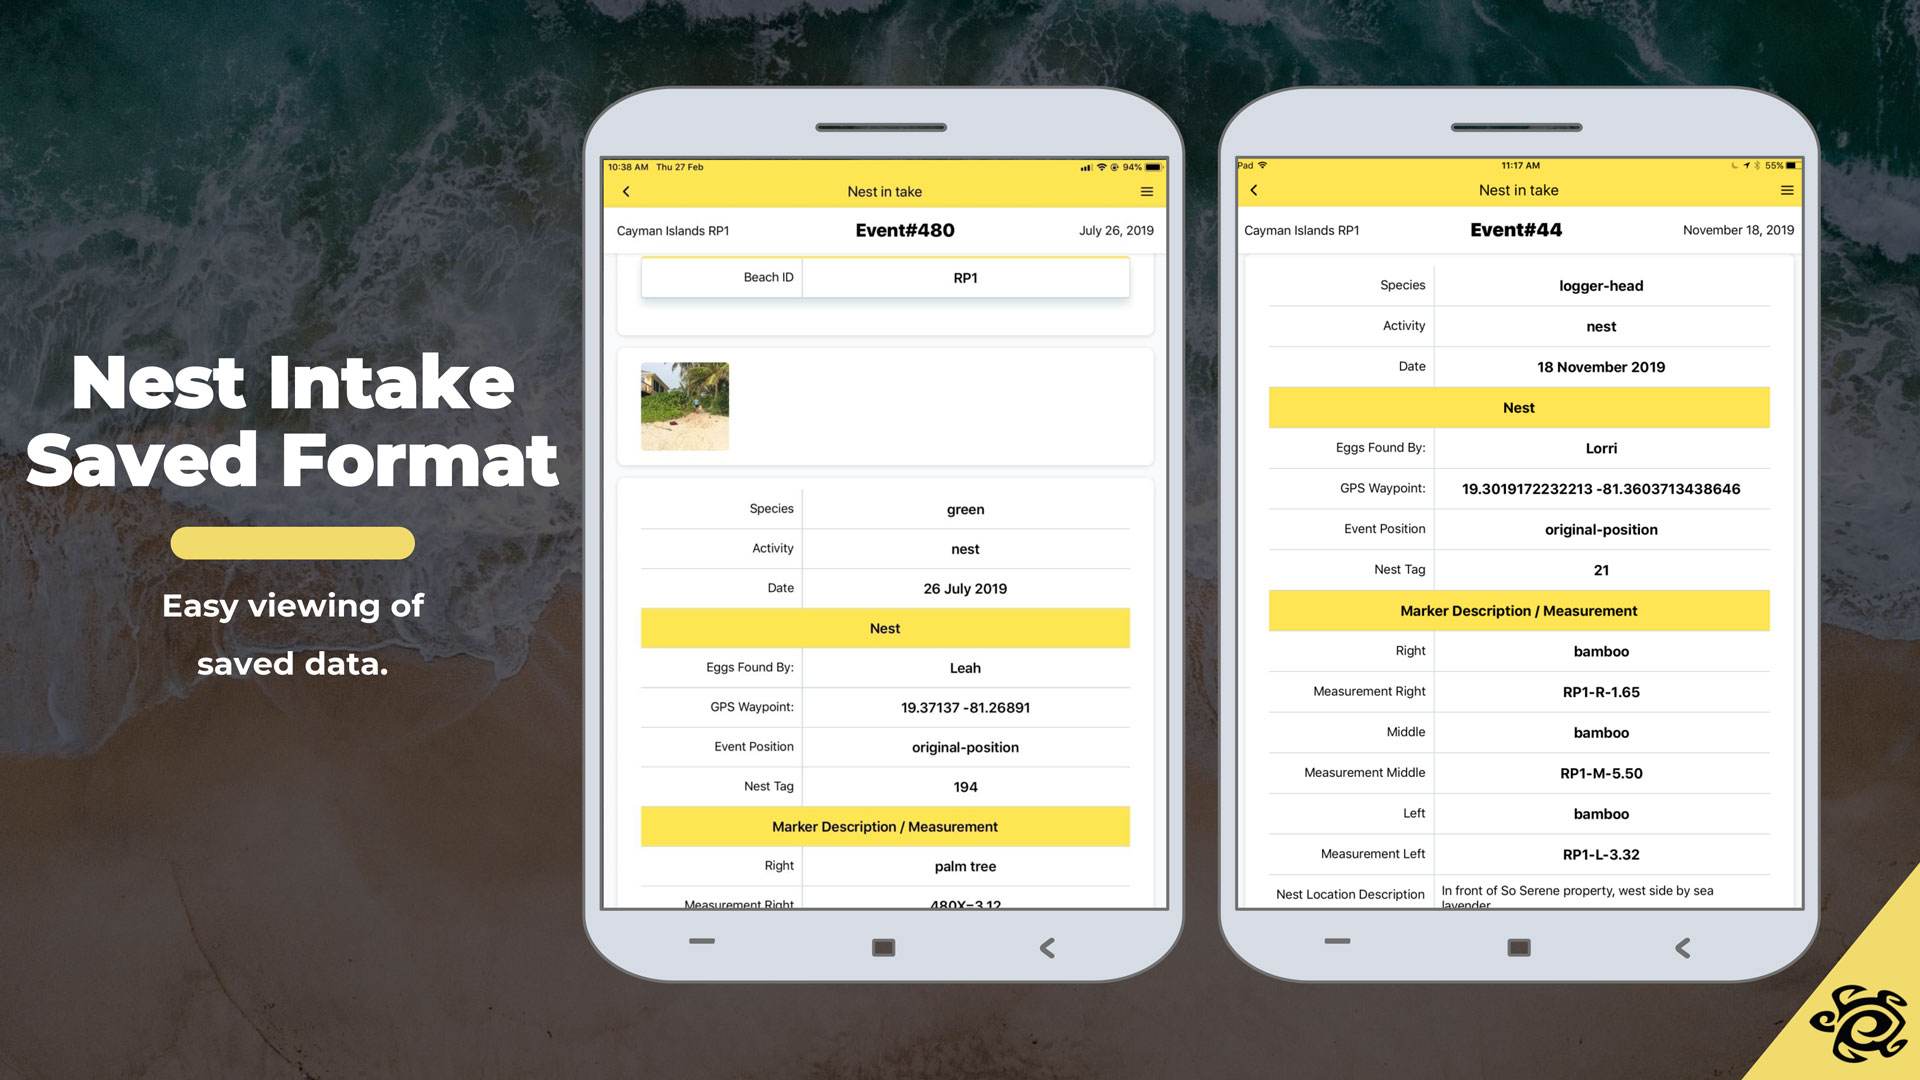 Nest Intake
Saved Format
Easy viewing of
saved data.
10:38 AM Thu 27 Feb 94%
Nest in take
Cayman Islands RP1 Event#480 July 26, 2019
Beach ID RP1
Species green
Activity nest
Date 26 July 2019
Nest
Eggs Found By: Leah
GPS Waypoint: 19.37137 -81.26891
Event Position original-position
Nest Tag 194
Marker Description / Measurement
Right palm tree
Measurement Right 480X=3.12
Pad 11:17 AM 55%
Nest in take
Cayman Islands RP1 Event#44 November 18, 2019
Species logger-head
Activity nest
Date 18 November 2019
Nest
Eggs Found By: Lorri
GPS Waypoint: 19.3019172232213 -81.3603713438646
Event Position original-position
Nest Tag 21
Marker Description / Measurement
Right bamboo
Measurement Right RP1-R-1.65
Middle bamboo
Measurement Middle RP1-M-5.50
Left bamboo
Measurement Left RP1-L-3.32
Nest Location Description In front of So Serene property, west side by sea
lavender